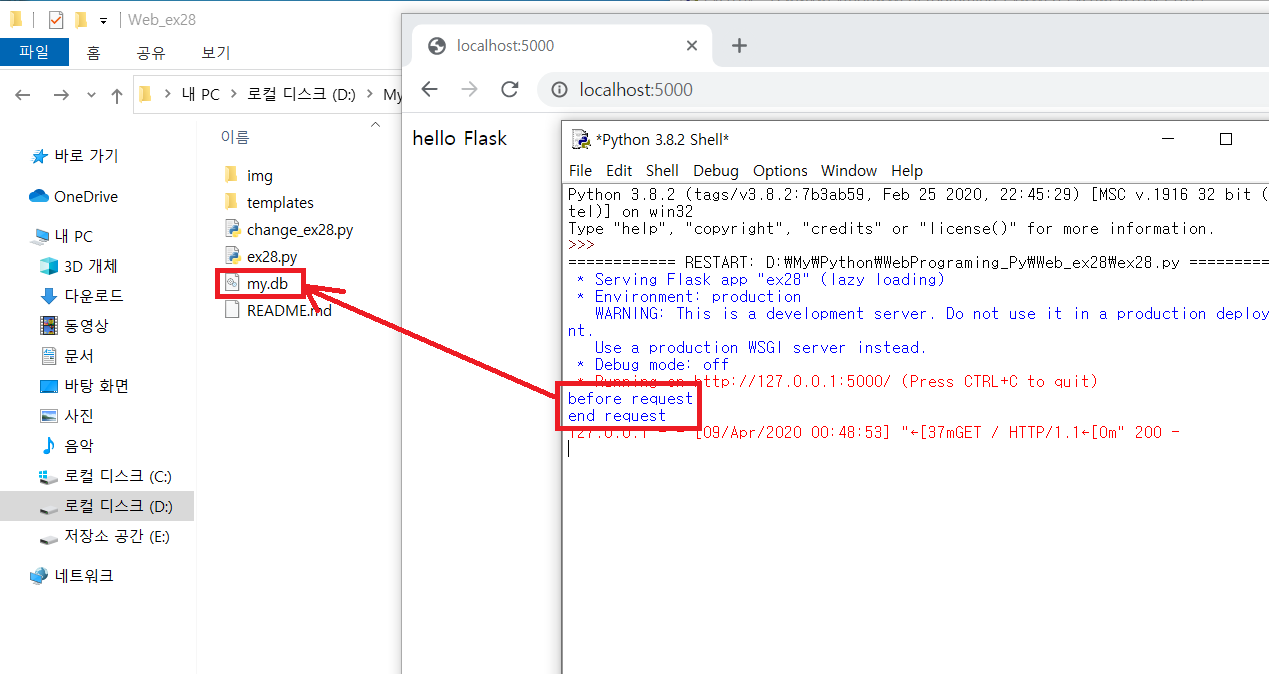 Web_ex28
파일 홈 공유 보기
내 PC 로컬 디스크 (D:) My
이름
바로 가기
OneDrive
내 PC
3D 개체
다운로드
동영상
문서
바탕 화면
사진
음악
로컬 디스크 (C:)
로컬 디스크 (D:)
저장소 공간 (E:)
네트워크
img
templates
change_ex28.py
ex28.py
my.db
README.md
localhost:5000
localhost:5000
hello Flask
*Python 3.8.2 Shell*
File Edit Shell Debug Options Window Help
Python 3.8.2 (tags/v3.8.2:7b3ab59, Feb 25 2020, 22:45:29) [MSC v.1916 32 bit (
tel)] on win32
Type "help", "copyright", "credits" or "license()" for more information.
>>>
============ RESTART: D:₩My₩Python₩WebPrograming_Py₩Web_ex28₩ex28.py =========
* Serving Flask app "ex28" (lazy loading)
* Environment: production
WARNING: This is a development server. Do not use it in a production deploy
nt.
Use a production WSGI server instead.
* Debug mode: off
* Running on http://127.0.0.1:5000/ (Press CTRL+C to quit)
before request
end request
127.0.0.1 - - [09/Apr/2020 00:48:53] "←[37mGET / HTTP/1.1←[0m" 200 -